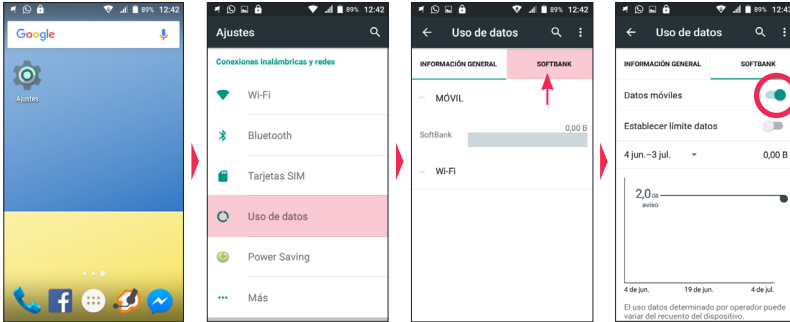 89% 12:42
Google
Ajustes
89% 12:42
Ajustes
Conexiones inalámbricas y redes
Wi-Fi
Bluetooth
Tarjetas SIM
Uso de datos
Power Saving
Más
89% 12:42
Uso de datos
INFORMACIÓN GENERAL SOFTBANK
MÓVIL
SoftBank 0,00 B
Wi-Fi
89% 12:43
Uso de datos
INFORMACIÓN GENERAL SOFTBANK
Datos móviles
Establecer límite datos
4 jun.–3 jul. 0,00 B
2,0 GB
aviso
4 de jun. 19 de jun. 4 de jul.
El uso datos determinado por operador puede
variar del recuento del dispositivo.